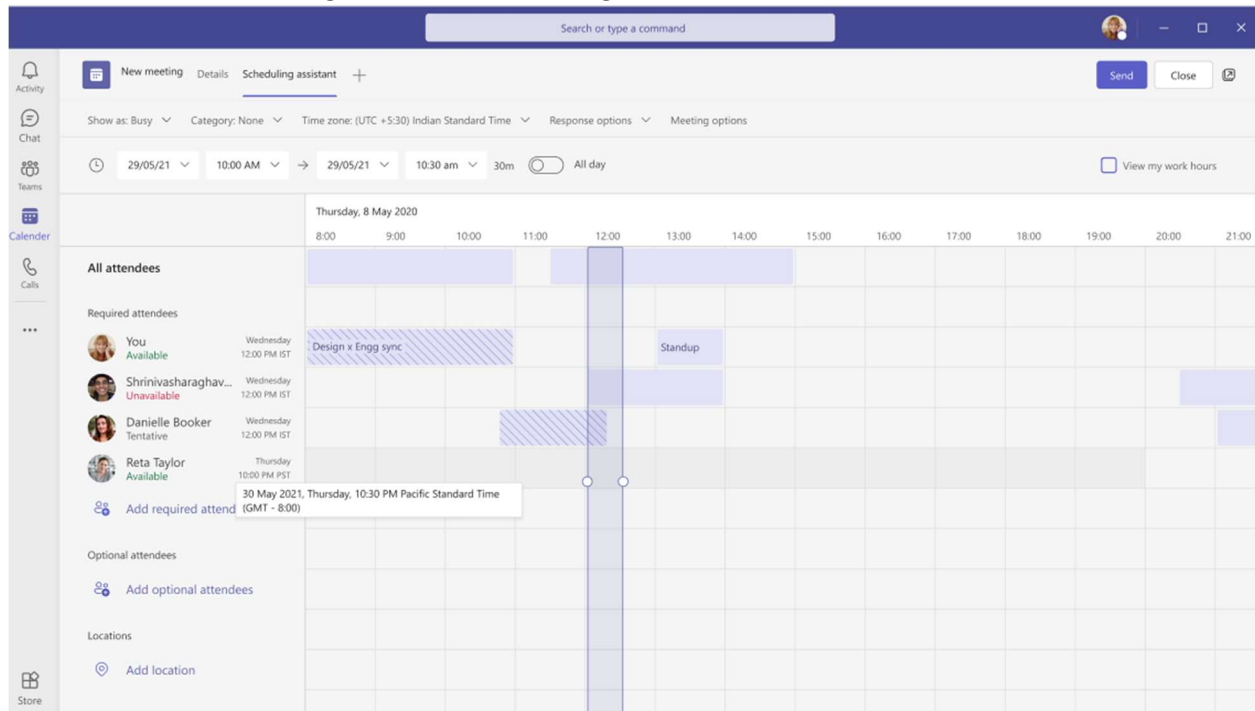 Search or type a command
Activity
Chat
Teams
Calender
Calls
Store
New meeting Details Scheduling assistant
Send Close
Show as: Busy Category: None Time zone: (UTC +5:30) Indian Standard Time Response options Meeting options
29/05/21 10:00 AM → 29/05/21 10:30 am 30m All day View my work hours
Thursday, 8 May 2020
8:00 9:00 10:00 11:00 12:00 13:00 14:00 15:00 16:00 17:00 18:00 19:00 20:00 21:00
All attendees
Required attendees
You Wednesday
Available 12:00 PM IST
Design x Engg sync Standup
Shrinivasharaghav... Wednesday
Unavailable 12:00 PM IST
Danielle Booker Wednesday
Tentative 12:00 PM IST
Reta Taylor Thursday
Available 10:00 PM PST
30 May 2021, Thursday, 10:30 PM Pacific Standard Time
(GMT - 8:00)
Add required attend
Optional attendees
Add optional attendees
Locations
Add location